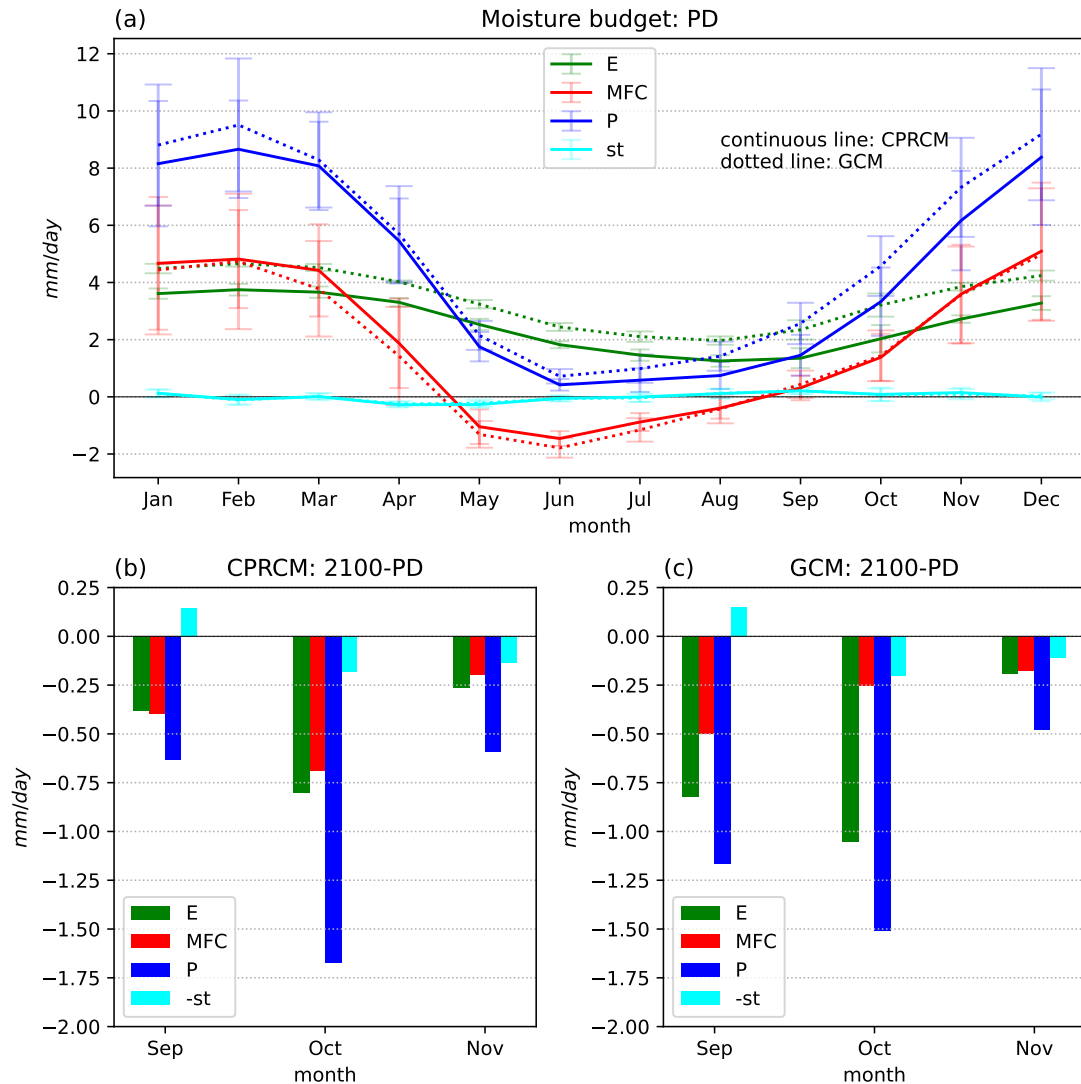 (a)
Moisture budget: PD
12
10
8
6
4
2
0
−2
mm/day
E
MFC
P
st
continuous line: CPRCM
dotted line: GCM
Jan Feb Mar Apr May Jun Jul Aug Sep Oct Nov Dec
month
(b)
CPRCM: 2100-PD
0.25
0.00
−0.25
−0.50
−0.75
−1.00
−1.25
−1.50
−1.75
−2.00
mm/day
E
MFC
P
-st
Sep Oct Nov
month
(c)
GCM: 2100-PD
0.25
0.00
−0.25
−0.50
−0.75
−1.00
−1.25
−1.50
−1.75
−2.00
mm/day
E
MFC
P
-st
Sep Oct Nov
month